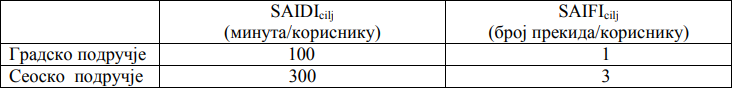 SAIDIcilj SAIFIcilj
(минута/кориснику) (број прекида/кориснику)
Градско подручје 100 1
Сеоско подручје 300 3